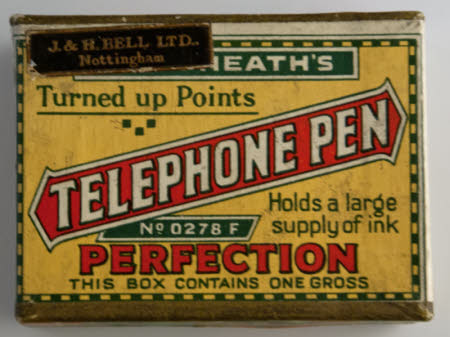 J. & H. BELL LTD.,
Nottingham
HEATH'S
Turned up Points
TELEPHONE PEN
Nº 0278 F
Holds a large
supply of ink
PERFECTION
THIS BOX CONTAINS ONE GROSS